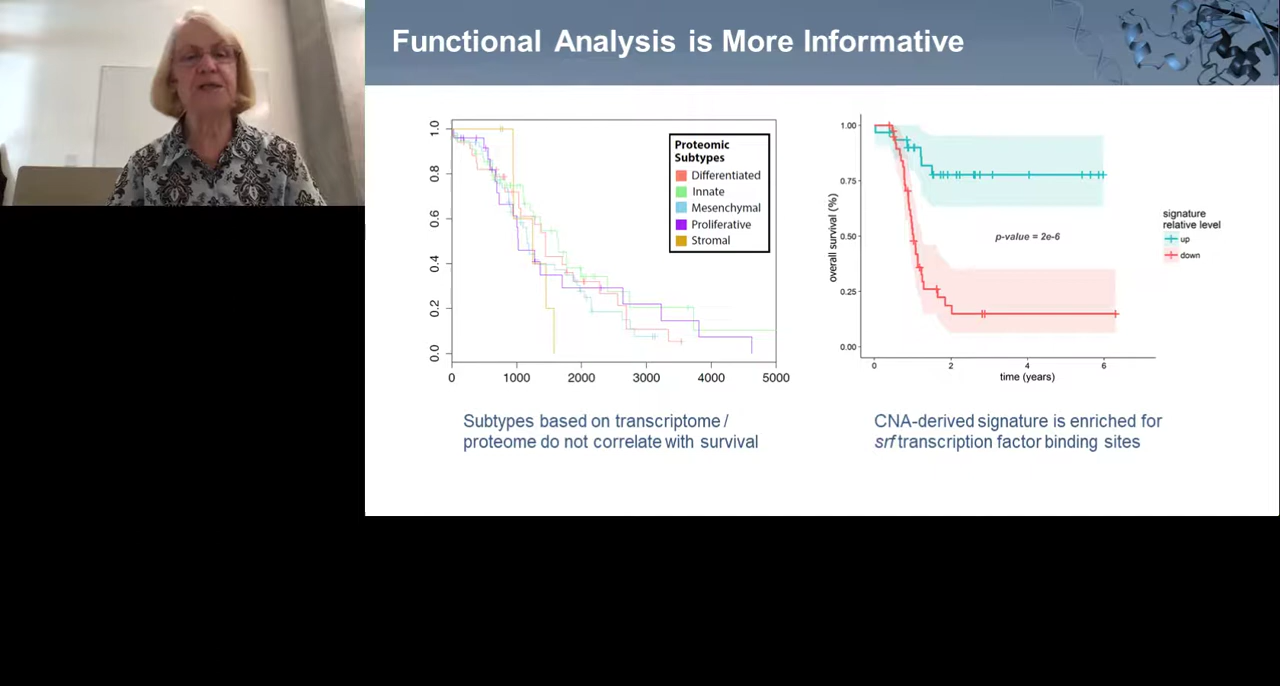 Functional Analysis is More Informative
1.0
0.8
0.6
0.4
0.2
0.0
0 1000 2000 3000 4000 5000
Proteomic
Subtypes
Differentiated
Innate
Mesenchymal
Proliferative
Stromal
Subtypes based on transcriptome /
proteome do not correlate with survival
overall survival (%)
1.00
0.75
0.50
0.25
0.00
0 2 4 6
time (years)
p-value = 2e-6
signature
relative level
up
down
CNA-derived signature is enriched for
srf transcription factor binding sites